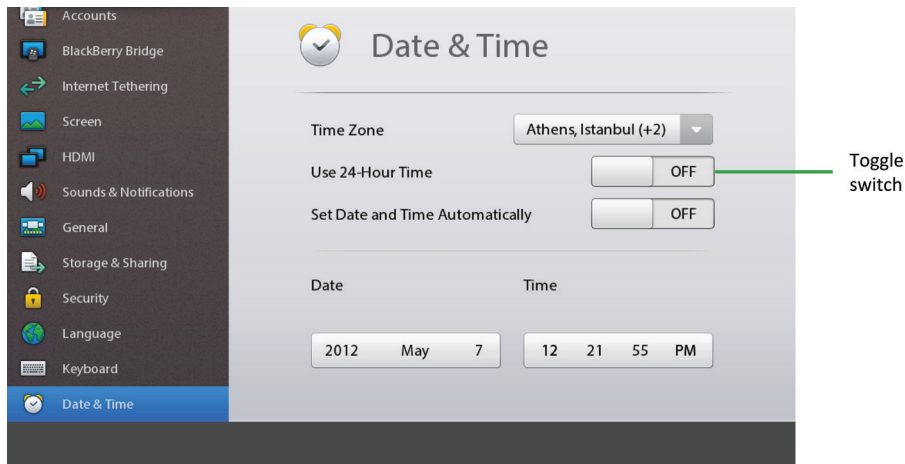 Accounts
BlackBerry Bridge
Internet Tethering
Screen
HDMI
Sounds & Notifications
General
Storage & Sharing
Security
Language
Keyboard
Date & Time
Date & Time
Time Zone
Athens, Istanbul (+2)
Use 24-Hour Time
OFF
Set Date and Time Automatically
OFF
Date
Time
2012 May 7
12 21 55 PM
Toggle
switch